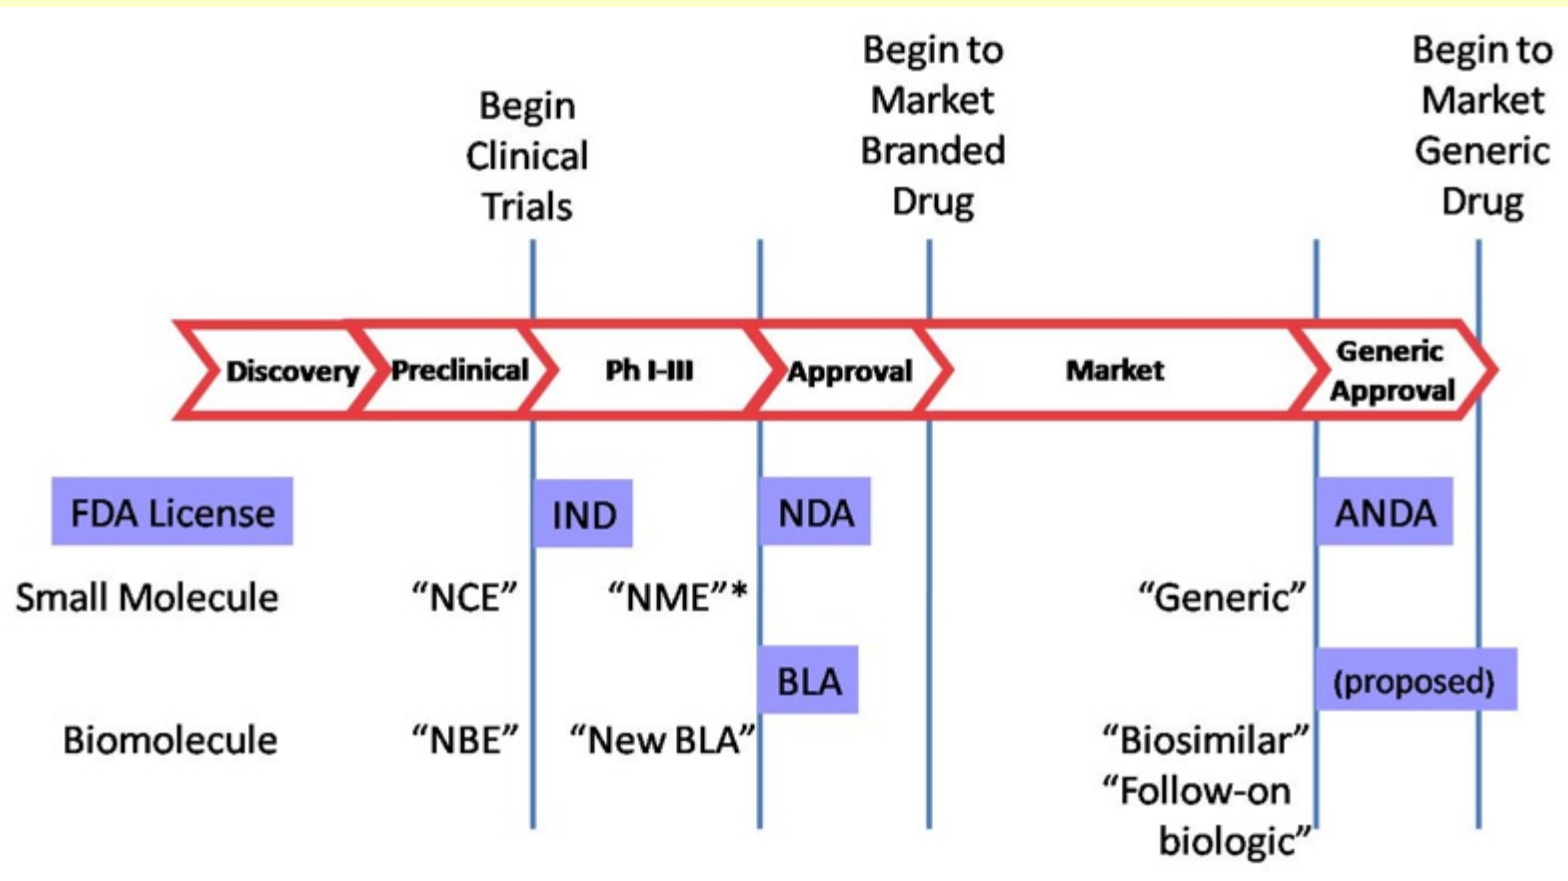 Begin
Clinical
Trials
Begin to
Market
Branded
Drug
Begin to
Market
Generic
Drug
Discovery
Preclinical
Ph I-III
Approval
Market
Generic
Approval
FDA License
IND
NDA
ANDA
Small Molecule
“NCE”
“NME”*
“Generic”
BLA
(proposed)
Biomolecule
“NBE”
“New BLA”
“Biosimilar”
“Follow-on
biologic”